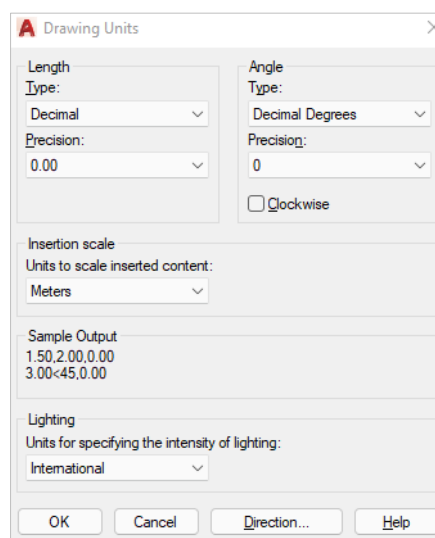 Drawing Units
Length
Type:
Decimal
Precision:
0.00
Angle
Type:
Decimal Degrees
Precision:
0
Clockwise
Insertion scale
Units to scale inserted content:
Meters
Sample Output
1.50,2.00,0.00
3.00<45,0.00
Lighting
Units for specifying the intensity of lighting:
International
OK
Cancel
Direction...
Help